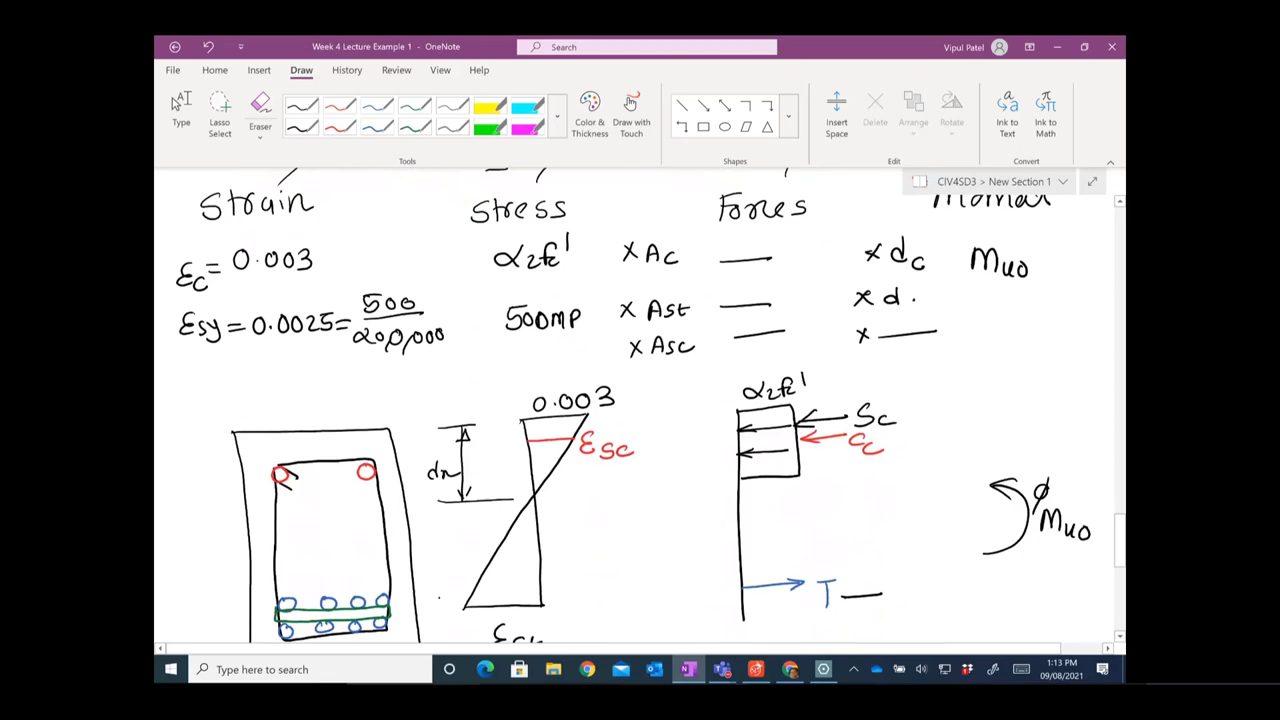 Week 4 Lecture Example 1 - OneNote
Search
Vipul Patel
File Home Insert Draw History Review View Help
Type
Lasso Select
Eraser
Color & Thickness
Draw with Touch
Insert Space
Delete
Arrange
Rotate
Ink to Text
Ink to Math
Tools
Shapes
Edit
Convert
CIV4SD3 > New Section 1
Strain Stress Forces
εc = 0.003 α2fc' x Ac — x dc Muo
εsy = 0.0025 = 500/200,000 500MP x Ast — x d.
x Asc — x —
0.003 α2fc'
Sc
Cc
εsc
dn
φMuo
T —
Type here to search
1:13 PM
09/08/2021